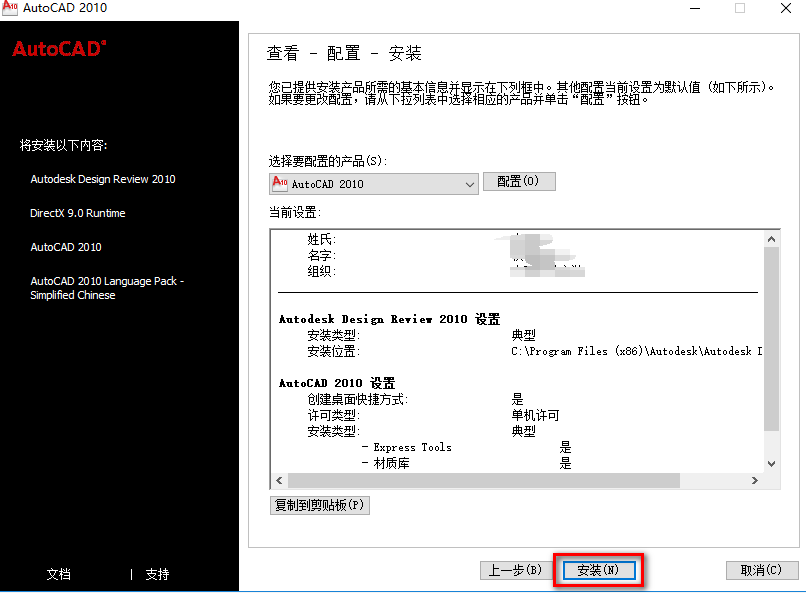 AutoCAD 2010
AutoCAD®
将安装以下内容:
Autodesk Design Review 2010
DirectX 9.0 Runtime
AutoCAD 2010
AutoCAD 2010 Language Pack -
Simplified Chinese
文档 | 支持
查看 - 配置 - 安装
您已提供安装产品所需的基本信息并显示在下列框中。其他配置当前设置为默认值 (如下所示)。
如果要更改配置,请从下拉列表中选择相应的产品并单击“配置”按钮。
选择要配置的产品(S):
AutoCAD 2010 配置(O)
当前设置:
姓氏:
名字:
组织:
Autodesk Design Review 2010 设置
安装类型: 典型
安装位置: C:\Program Files (x86)\Autodesk\Autodesk
AutoCAD 2010 设置
创建桌面快捷方式: 是
许可类型: 单机许可
安装类型: 典型
- Express Tools 是
- 材质库 是
复制到剪贴板(P)
上一步(B) 安装(N) 取消(C)